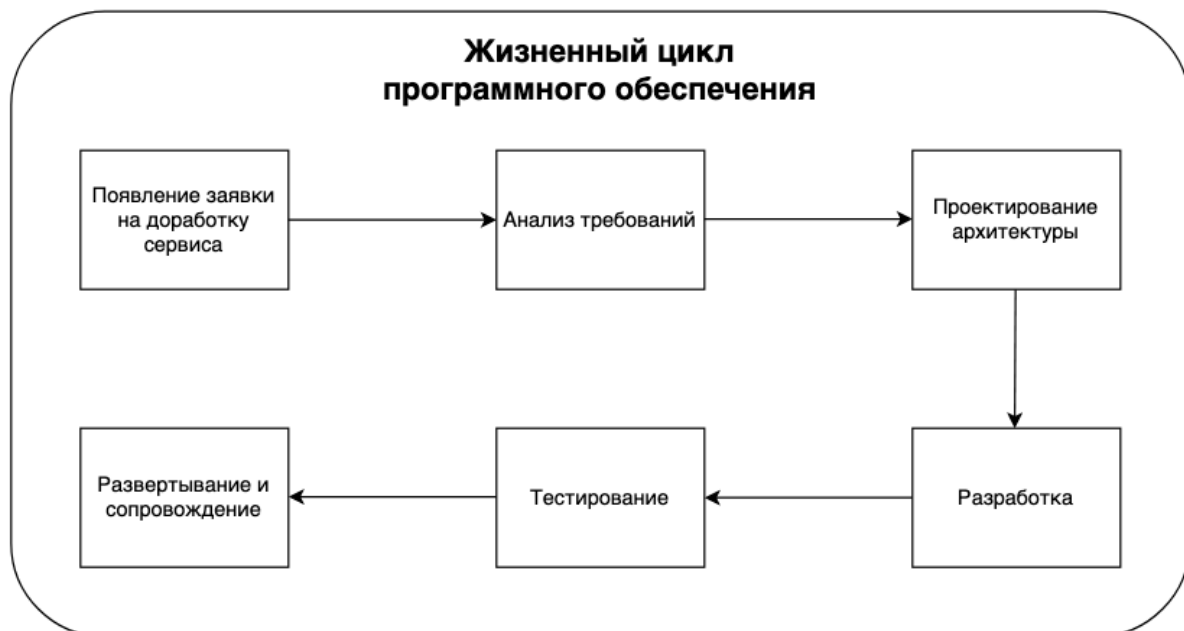 Жизненный цикл
программного обеспечения
Появление заявки
на доработку
сервиса
Анализ требований
Проектирование
архитектуры
Разработка
Тестирование
Развертывание и
сопровождение